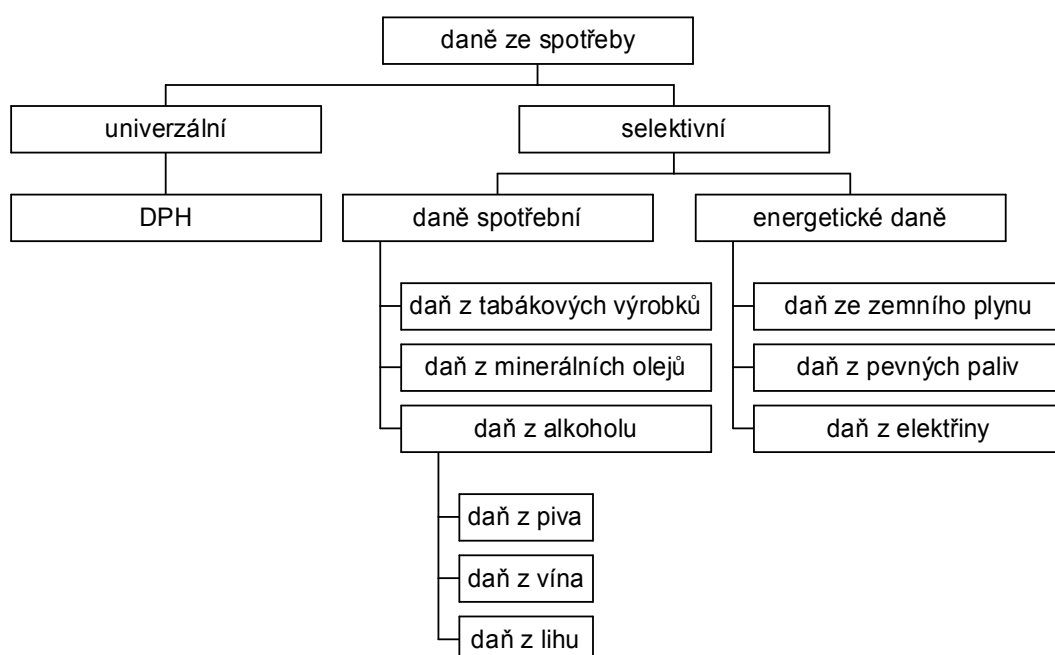 daně ze spotřeby
univerzální
selektivní
DPH
daně spotřební
energetické daně
daň z tabákových výrobků
daň ze zemního plynu
daň z minerálních olejů
daň z pevných paliv
daň z alkoholu
daň z elektřiny
daň z piva
daň z vína
daň z lihu